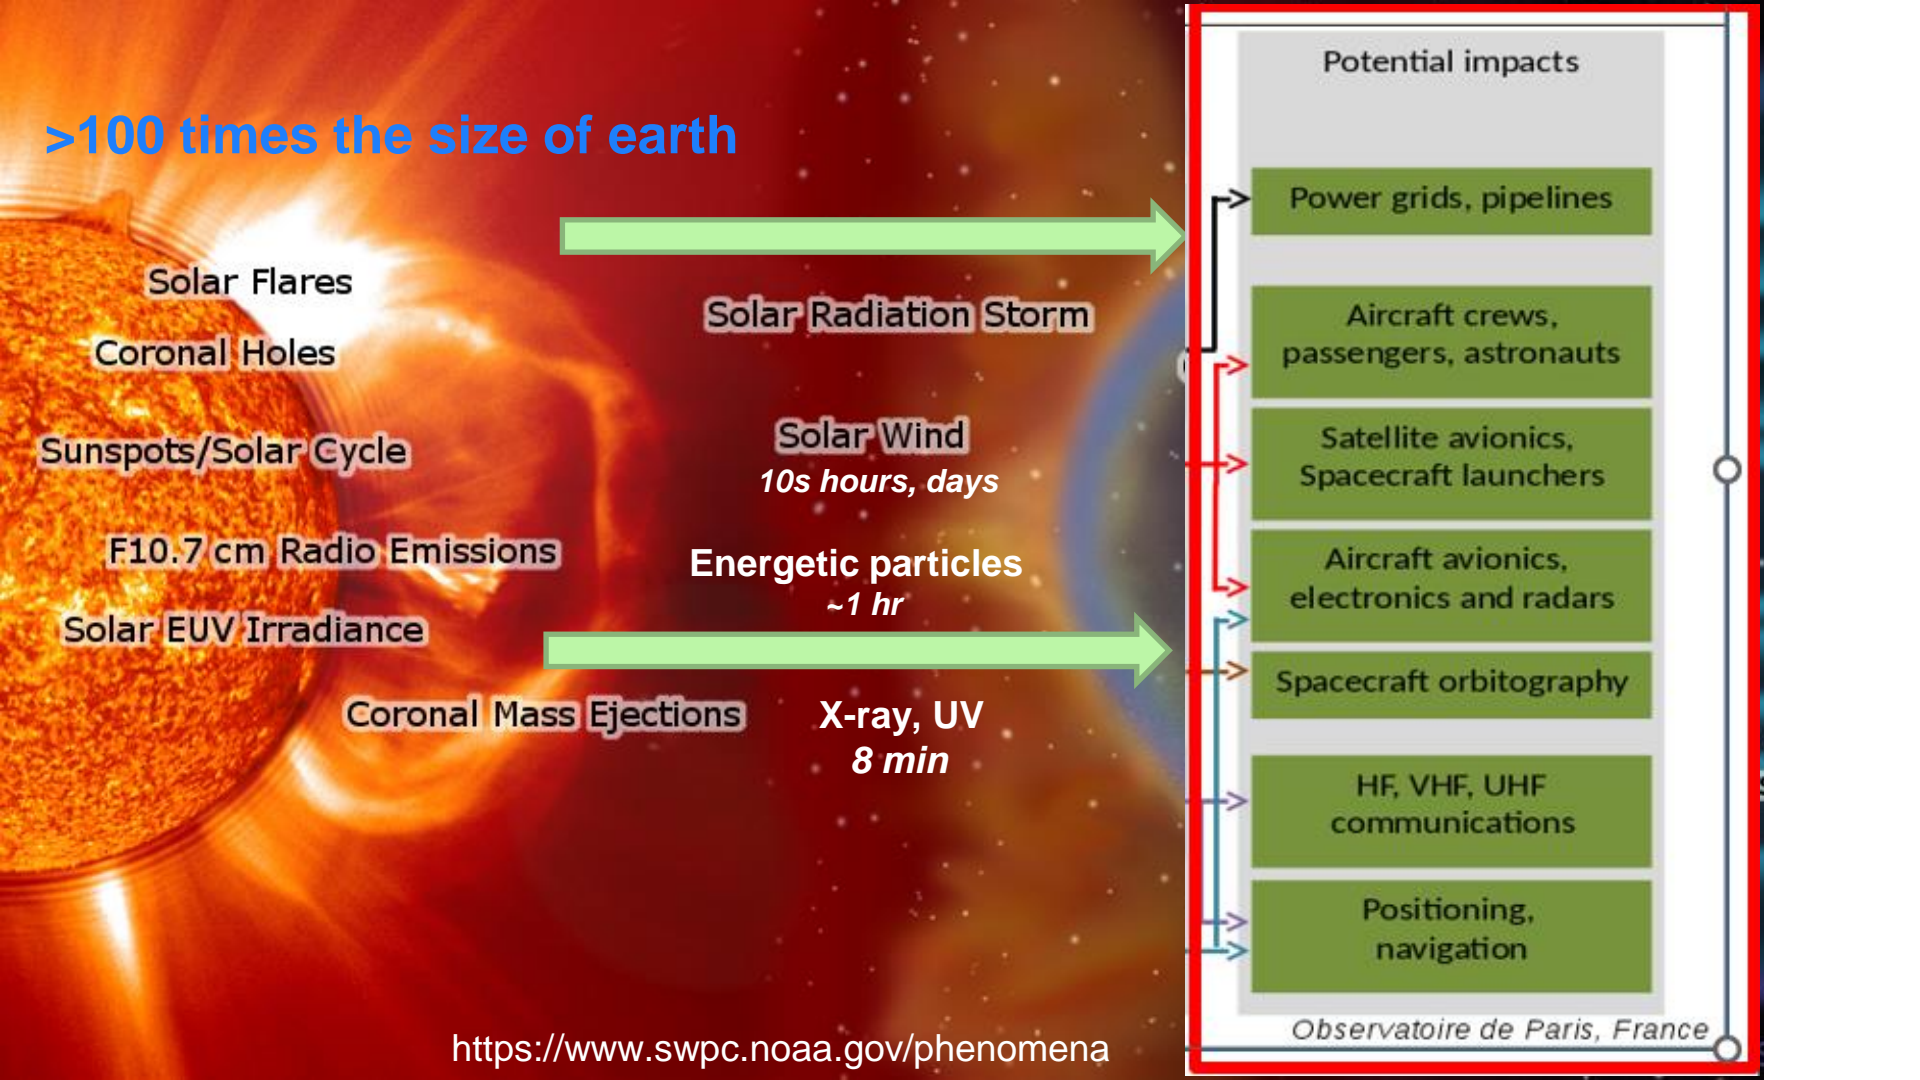 >100 times the size of earth
Solar Flares
Coronal Holes
Sunspots/Solar Cycle
F10.7 cm Radio Emissions
Solar EUV Irradiance
Coronal Mass Ejections
Solar Radiation Storm
Solar Wind
10s hours, days
Energetic particles
~1 hr
X-ray, UV
8 min
https://www.swpc.noaa.gov/phenomena
Potential impacts
Power grids, pipelines
Aircraft crews,
passengers, astronauts
Satellite avionics,
Spacecraft launchers
Aircraft avionics,
electronics and radars
Spacecraft orbitography
HF, VHF, UHF
communications
Positioning,
navigation
Observatoire de Paris, France